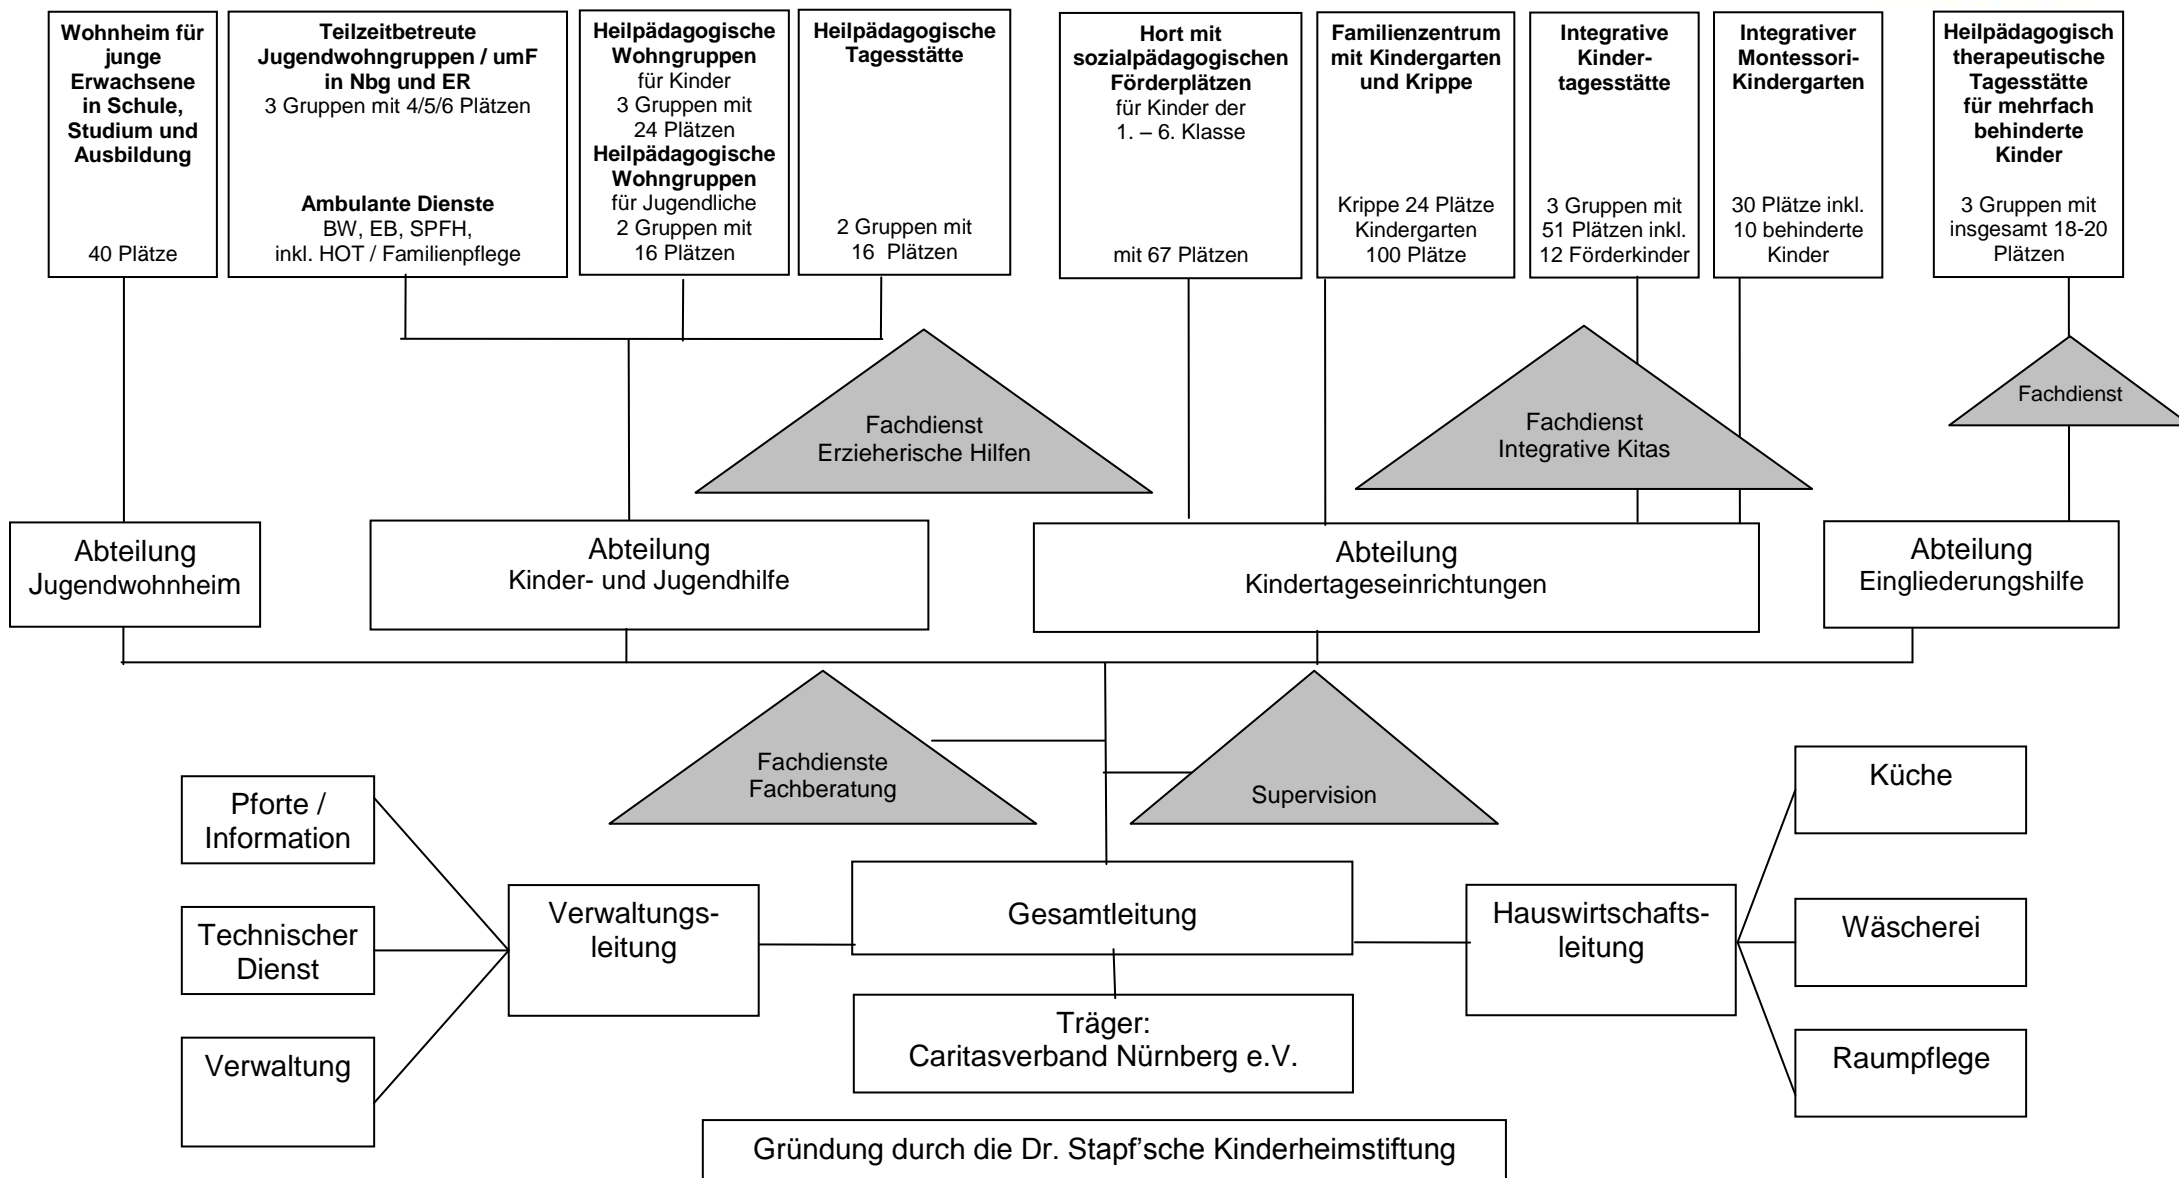 Wohnheim für
junge
Erwachsene
in Schule,
Studium und
Ausbildung
40 Plätze
Teilzeitbetreute
Jugendwohngruppen / umF
in Nbg und ER
3 Gruppen mit 4/5/6 Plätzen
Ambulante Dienste
BW, EB, SPFH,
inkl. HOT / Familienpflege
Heilpädagogische
Wohngruppen
für Kinder
3 Gruppen mit
24 Plätzen
Heilpädagogische
Wohngruppen
für Jugendliche
2 Gruppen mit
16 Plätzen
Heilpädagogische
Tagesstätte
2 Gruppen mit
16 Plätzen
Hort mit
sozialpädagogischen
Förderplätzen
für Kinder der
1. – 6. Klasse
mit 67 Plätzen
Familienzentrum
mit Kindergarten
und Krippe
Krippe 24 Plätze
Kindergarten
100 Plätze
Integrative
Kinder-
tagesstätte
3 Gruppen mit
51 Plätzen inkl.
12 Förderkinder
Integrativer
Montessori-
Kindergarten
30 Plätze inkl.
10 behinderte
Kinder
Heilpädagogisch
therapeutische
Tagesstätte
für mehrfach
behinderte
Kinder
3 Gruppen mit
insgesamt 18-20
Plätzen
Fachdienst
Erzieherische Hilfen
Fachdienst
Integrative Kitas
Fachdienst
Abteilung
Jugendwohnheim
Abteilung
Kinder- und Jugendhilfe
Abteilung
Kindertageseinrichtungen
Abteilung
Eingliederungshilfe
Fachdienste
Fachberatung
Supervision
Pforte /
Information
Technischer
Dienst
Verwaltung
Verwaltungs-
leitung
Gesamtleitung
Hauswirtschafts-
leitung
Küche
Wäscherei
Raumpflege
Träger:
Caritasverband Nürnberg e.V.
Gründung durch die Dr. Stapf'sche Kinderheimstiftung